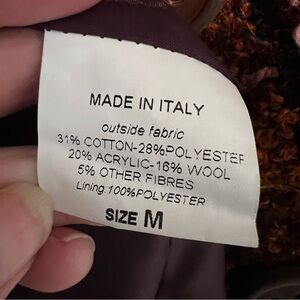 MADE IN ITALY
outside fabric
31% COTTON-28%POLYESTER
20% ACRYLIC-16% WOOL
5% OTHER FIBRES
Lining 100%POLYESTER
SIZE M